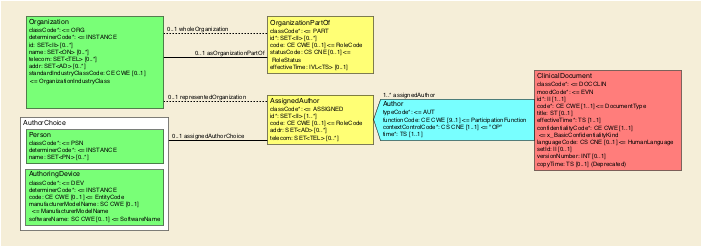 Organization
classCode*: <= ORG
determinerCode*: <= INSTANCE
id: SET<II> [0..*]
name: SET<ON> [0..*]
telecom: SET<TEL> [0..*]
addr: SET<AD> [0..*]
standardIndustryClassCode: CE CWE [0..1]
<= OrganizationIndustryClass
0..1 wholeOrganization
0..1 asOrganizationPartOf
OrganizationPartOf
classCode*: <= PART
id*: SET<II> [0..*]
code: CE CWE [0..1] <= RoleCode
statusCode: CS CNE [0..1] <=
RoleStatus
effectiveTime: IVL<TS> [0..1]
0..1 representedOrganization
0..1 assignedAuthorChoice
AssignedAuthor
classCode*: <= ASSIGNED
id*: SET<II> [1..*]
code: CE CWE [0..1] <= RoleCode
addr: SET<AD> [0..*]
telecom: SET<TEL> [0..*]
1..* assignedAuthor
Author
typeCode*: <= AUT
functionCode: CE CWE [0..1] <= ParticipationFunction
contextControlCode*: CS CNE [1..1] <= "OP"
time*: TS [1..1]
ClinicalDocument
classCode*: <= DOCCLIN
moodCode*: <= EVN
id*: II [1..1]
code*: CE CWE [1..1] <= DocumentType
title: ST [0..1]
effectiveTime*: TS [1..1]
confidentialityCode*: CE CWE [1..1]
<= x_BasicConfidentialityKind
languageCode: CS CNE [0..1] <= HumanLanguage
setId: II [0..1]
versionNumber: INT [0..1]
copyTime: TS [0..1] (Deprecated)
AuthorChoice
Person
classCode*: <= PSN
determinerCode*: <= INSTANCE
name: SET<PN> [0..*]
AuthoringDevice
classCode*: <= DEV
determinerCode*: <= INSTANCE
code: CE CWE [0..1] <= EntityCode
manufacturerModelName: SC CWE [0..1]
<= ManufacturerModelName
softwareName: SC CWE [0..1] <= SoftwareName